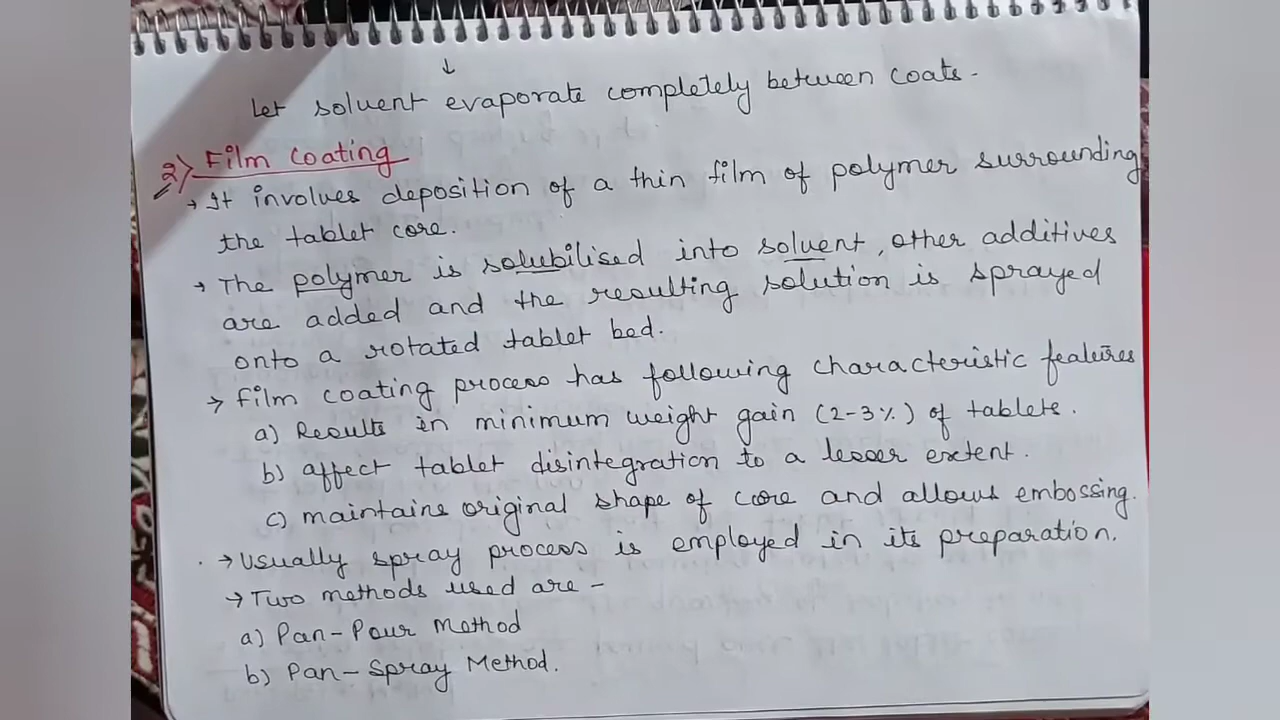 ↓
Let solvent evaporate completely between coats.
2) Film Coating
→ It involves deposition of a thin film of polymer surrounding
the tablet core.
→ The polymer is solubilised into solvent, other additives
are added and the resulting solution is sprayed
onto a rotated tablet bed.
→ Film coating process has following characteristic features
a) Results in minimum weight gain (2-3%) of tablets.
b) affect tablet disintegration to a lesser extent.
c) maintains original shape of core and allows embossing.
→ Usually spray process is employed in its preparation.
→ Two methods used are -
a) Pan-Pour Method
b) Pan-Spray Method.